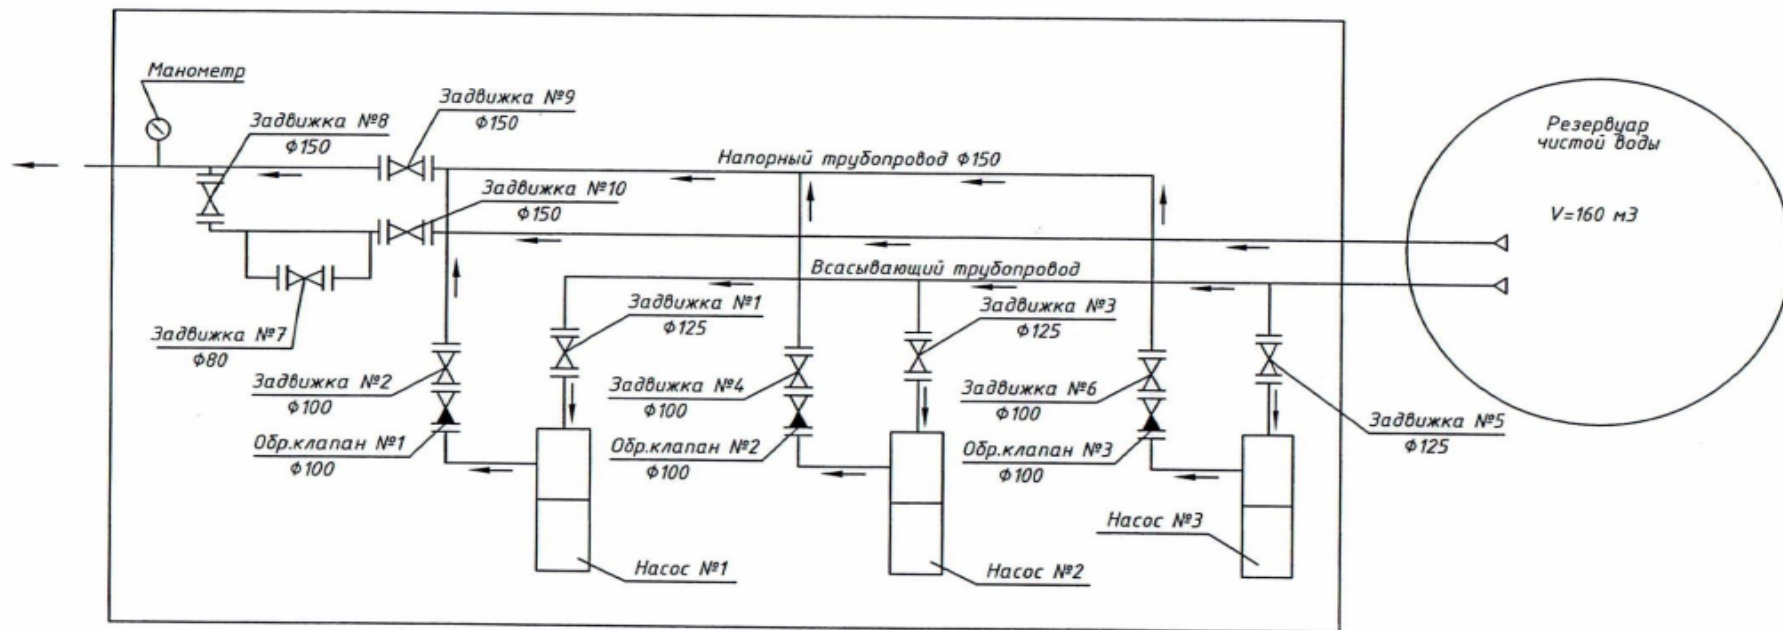 Манометр
Задвижка №8
Ф150
Задвижка №9
Ф150
Напорный трубопровод Ф150
Задвижка №10
Ф150
Резервуар
чистой воды
V=160 м3
Всасывающий трубопровод
Задвижка №7
Ф80
Задвижка №1
Ф125
Задвижка №3
Ф125
Задвижка №2
Ф100
Задвижка №4
Ф100
Задвижка №6
Ф100
Задвижка №5
Ф125
Обр.клапан №1
Ф100
Обр.клапан №2
Ф100
Обр.клапан №3
Ф100
Насос №1
Насос №2
Насос №3